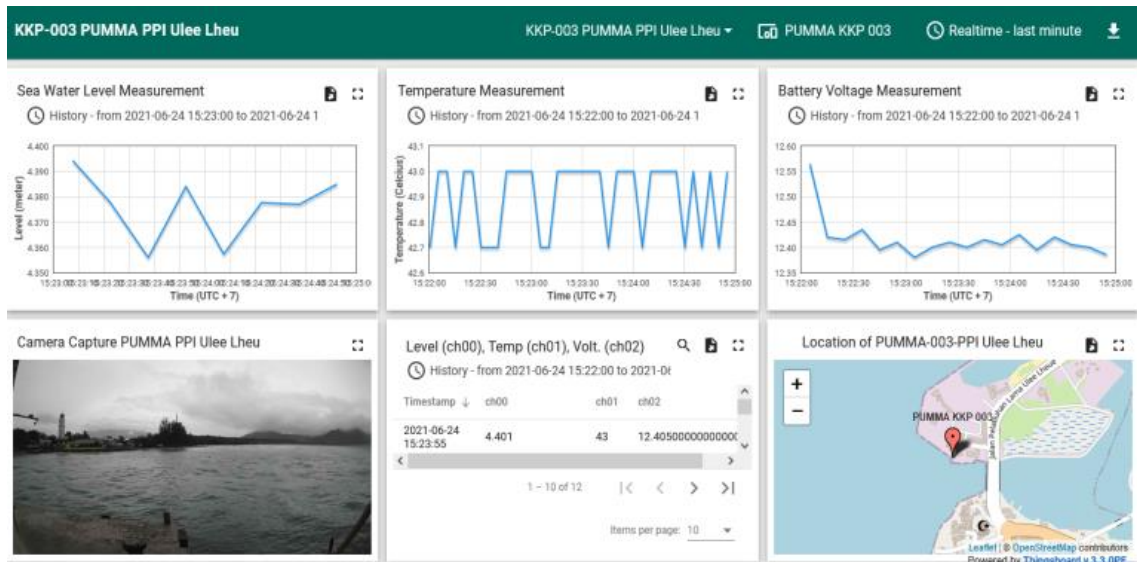 KKP-003 PUMMA PPI Ulee Lheu
KKP-003 PUMMA PPI Ulee Lheu
PUMMA KKP 003
Realtime - last minute
Sea Water Level Measurement
History - from 2021-06-24 15:23:00 to 2021-06-24 1
4.400
4.390
4.380
4.370
4.360
4.350
Level (meter)
Time (UTC + 7)
Temperature Measurement
History - from 2021-06-24 15:22:00 to 2021-06-24 1
43.1
43.0
42.9
42.8
42.7
42.6
Temperature (Celcius)
15:22:00 15:22:30 15:23:00 15:23:30 15:24:00 15:24:30 15:25:00
Time (UTC + 7)
Battery Voltage Measurement
History - from 2021-06-24 15:22:00 to 2021-06-24 1
12.60
12.55
12.50
12.45
12.40
12.35
15:22:00 15:22:30 15:23:00 15:23:30 15:24:00 15:24:30 15:25:00
Time (UTC + 7)
Camera Capture PUMMA PPI Ulee Lheu
Level (ch00), Temp (ch01), Volt. (ch02)
History - from 2021-06-24 15:22:00 to 2021-06
Timestamp ↓ ch00 ch01 ch02
2021-06-24
15:23:55 4.401 43 12.4050000000000
1 – 10 of 12
Items per page: 10
Location of PUMMA-003-PPI Ulee Lheu
+
−
PUMMA KKP 003
Leaflet | © OpenStreetMap contributors
Powered by Thingsboard v.3.3.0PE